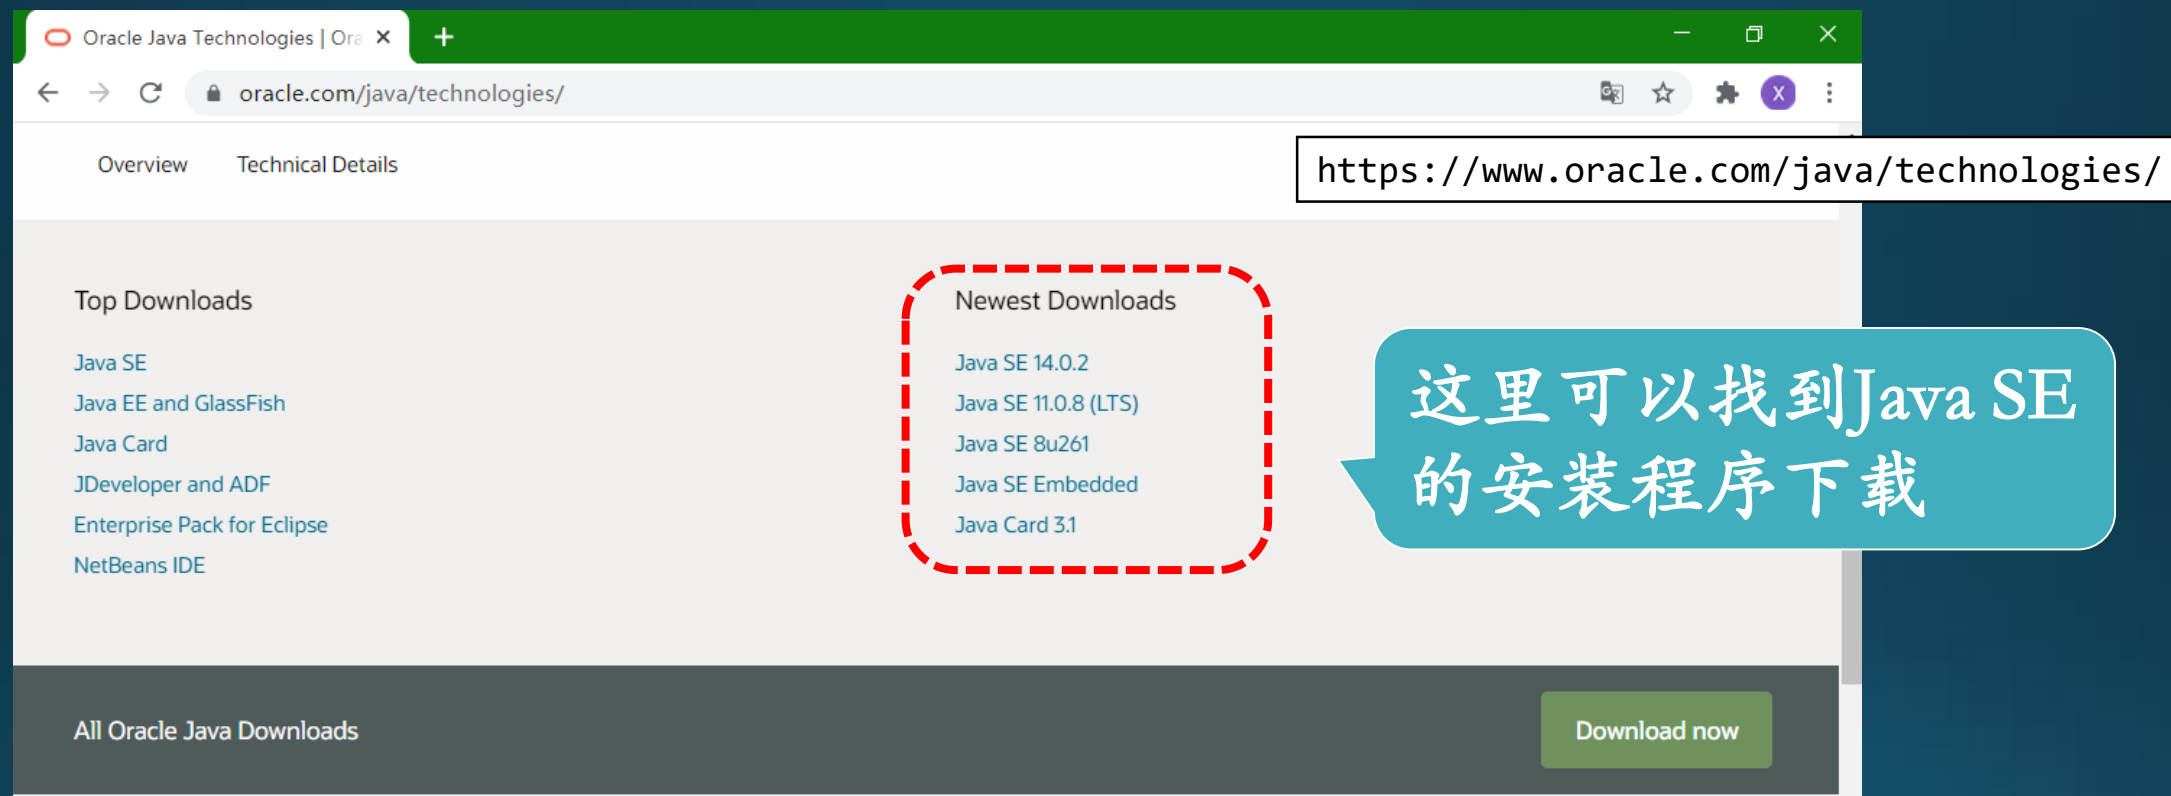 Oracle Java Technologies | Ora
oracle.com/java/technologies/
X
Overview Technical Details
https://www.oracle.com/java/technologies/
Top Downloads
Java SE
Java EE and GlassFish
Java Card
JDeveloper and ADF
Enterprise Pack for Eclipse
NetBeans IDE
Newest Downloads
Java SE 14.0.2
Java SE 11.0.8 (LTS)
Java SE 8u261
Java SE Embedded
Java Card 3.1
这里可以找到Java SE
的安装程序下载
All Oracle Java Downloads
Download now